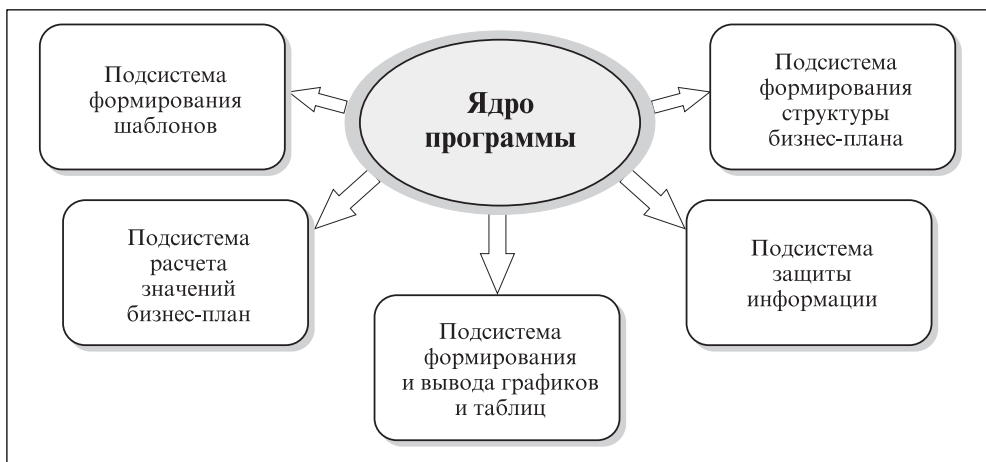 Подсистема
формирования
шаблонов
Ядро
программы
Подсистема
формирования
структуры
бизнес-плана
Подсистема
расчета
значений
бизнес-план
Подсистема
формирования
и вывода графиков
и таблиц
Подсистема
защиты
информации